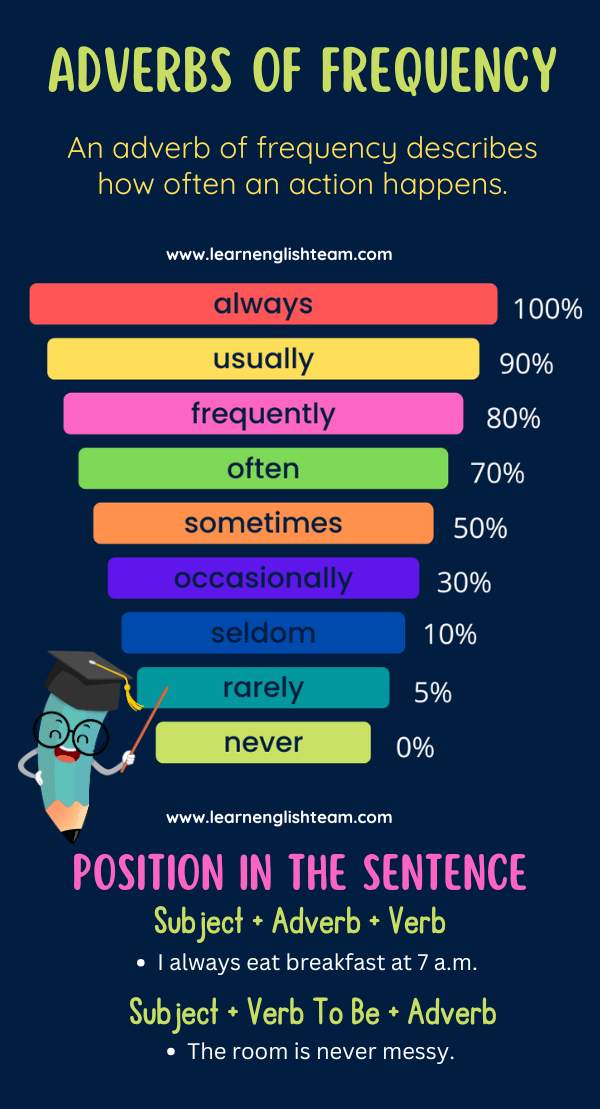 ADVERBS OF FREQUENCY
An adverb of frequency describes
how often an action happens.
www.learnenglishteam.com
always 100%
usually 90%
frequently 80%
often 70%
sometimes 50%
occasionally 30%
seldom 10%
rarely 5%
never 0%
www.learnenglishteam.com
POSITION IN THE SENTENCE
Subject + Adverb + Verb
• I always eat breakfast at 7 a.m.
Subject + Verb To Be + Adverb
• The room is never messy.